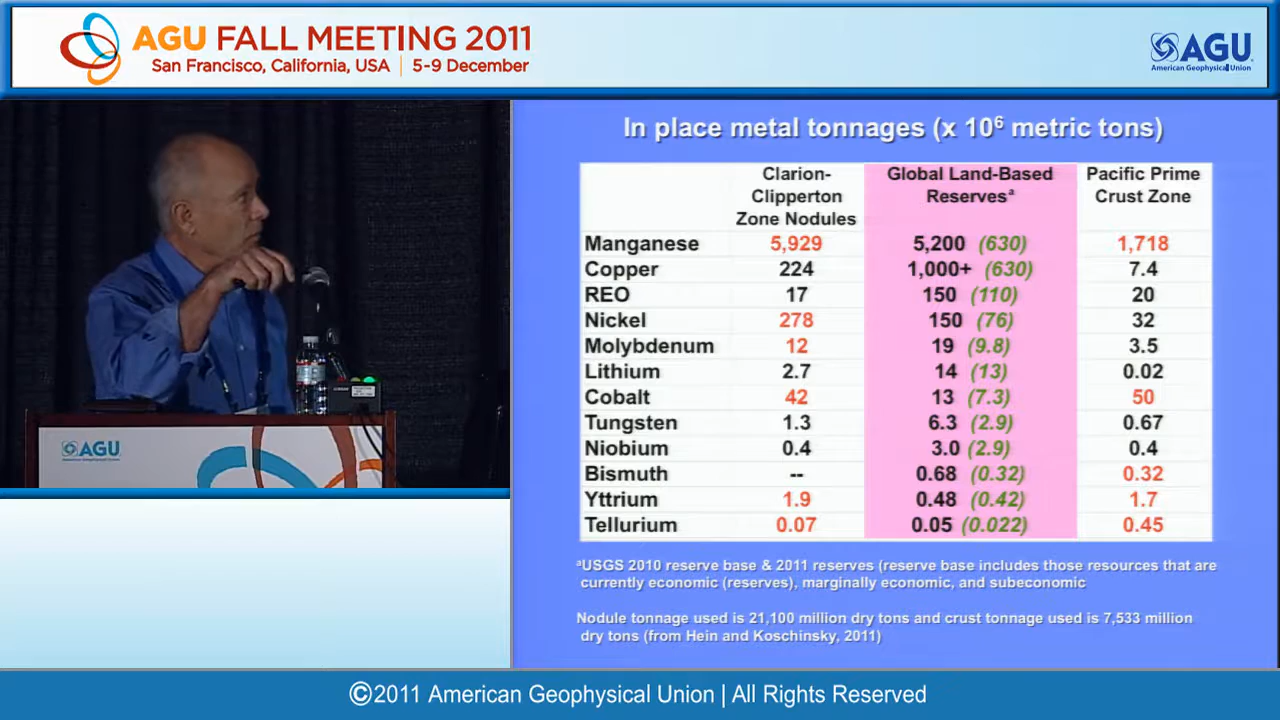 AGU FALL MEETING 2011
San Francisco, California, USA | 5-9 December
AGU
American Geophysical Union
AGU
In place metal tonnages (x 10⁶ metric tons)
Clarion-Clipperton Zone Nodules Global Land-Based Reservesᵃ Pacific Prime Crust Zone
Manganese 5,929 5,200 (630) 1,718
Copper 224 1,000+ (630) 7.4
REO 17 150 (110) 20
Nickel 278 150 (76) 32
Molybdenum 12 19 (9.8) 3.5
Lithium 2.7 14 (13) 0.02
Cobalt 42 13 (7.3) 50
Tungsten 1.3 6.3 (2.9) 0.67
Niobium 0.4 3.0 (2.9) 0.4
Bismuth -- 0.68 (0.32) 0.32
Yttrium 1.9 0.48 (0.42) 1.7
Tellurium 0.07 0.05 (0.022) 0.45
ᵃUSGS 2010 reserve base & 2011 reserves (reserve base includes those resources that are
currently economic (reserves), marginally economic, and subeconomic
Nodule tonnage used is 21,100 million dry tons and crust tonnage used is 7,533 million
dry tons (from Hein and Koschinsky, 2011)
©2011 American Geophysical Union | All Rights Reserved